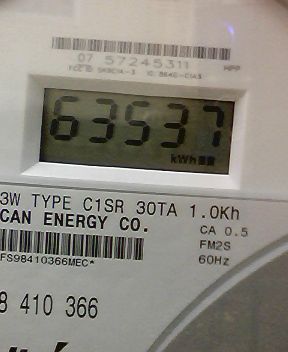 07 57245311
63537
kWh
3W TYPE C1SR 30TA 1.0Kh
CAN ENERGY CO.
CA 0.5
FM2S
60Hz
FS98410366MEC*
8 410 366